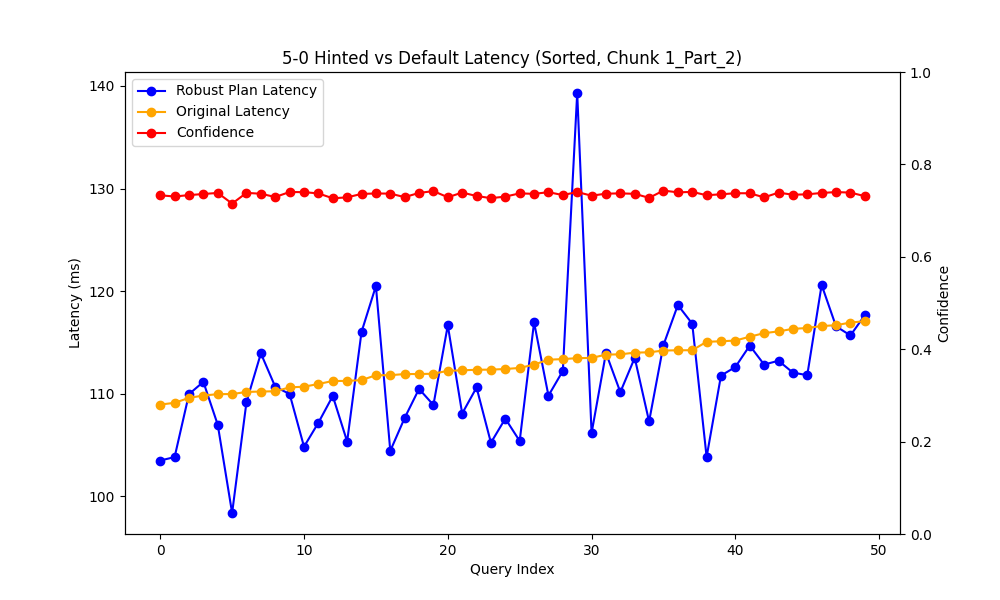 5-0 Hinted vs Default Latency (Sorted, Chunk 1_Part_2)
Robust Plan Latency
Original Latency
Confidence
140
130
120
110
100
Latency (ms)
1.0
0.8
0.6
0.4
0.2
0.0
Confidence
0 10 20 30 40 50
Query Index